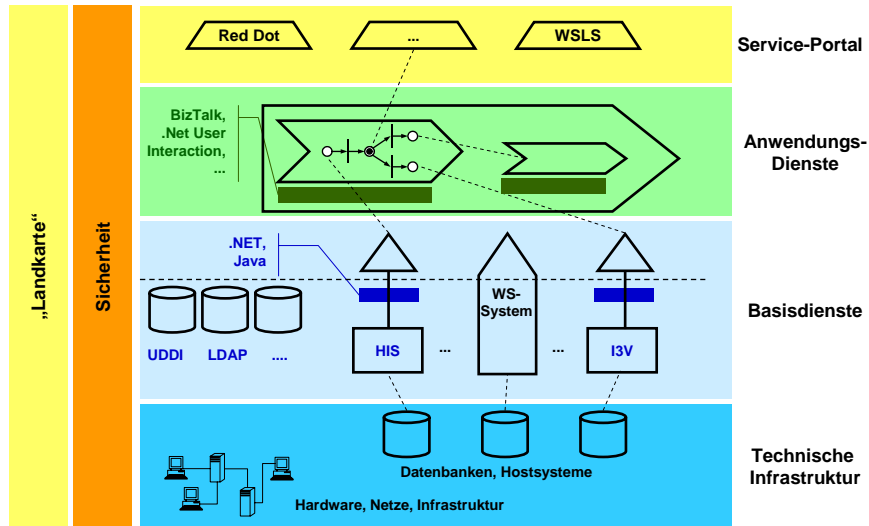 Red Dot
...
WSLS
Service-Portal
BizTalk,
.Net User
Interaction,
...
Anwendungs-
Dienste
„Landkarte“
Sicherheit
.NET,
Java
WS-
System
Basisdienste
UDDI
LDAP
....
HIS
...
...
I3V
Datenbanken, Hostsysteme
Technische
Infrastruktur
Hardware, Netze, Infrastruktur